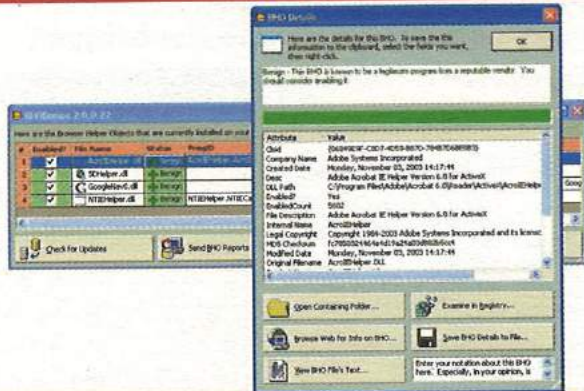 BHO Details
Here are the details for this BHO. To save the this
information to the clipboard, select the fields you want,
then right-click.
OK
Benign - This BHO is known to be a legitimate program from a reputable vendor. You
should consider enabling it
Attribute Value
Clsid
Company Name Adobe Systems Incorporated
Created Date Monday, November 03, 2003 14:17:44
Desc Adobe Acrobat IE Helper Version 6.0 for ActiveX
DLL Path C:\Program Files\Adobe\Acrobat 6.0\Reader\ActiveX\AcroIEHelpe
Enabled? Yes
EnabledCount 5602
File Description Adobe Acrobat IE Helper Version 6.0 for ActiveX
Internal Name AcroIEHelper
Legal Copyright Copyright 1984-2003 Adobe Systems Incorporated and its license
MD5 Checksum
Modified Date Monday, November 03, 2003 14:17:44
Original Filename AcroIEHelper.DLL
Open Containing Folder...
Examine in Registry...
Browse Web for Info on BHO...
Save BHO Details to File...
View BHO File's Text...
Enter your notation about this BHO
here. Especially, in your opinion, is
Here are the Browser Helper Objects that are currently installed on your
# Enabled? File Name Status ProgID
1 Benign
2 SDHelper.dll Benign
3 GoogleNav6.dll Benign
4 NTIEHelper.dll Benign
Check for Updates
Send BHO Reports
Goog